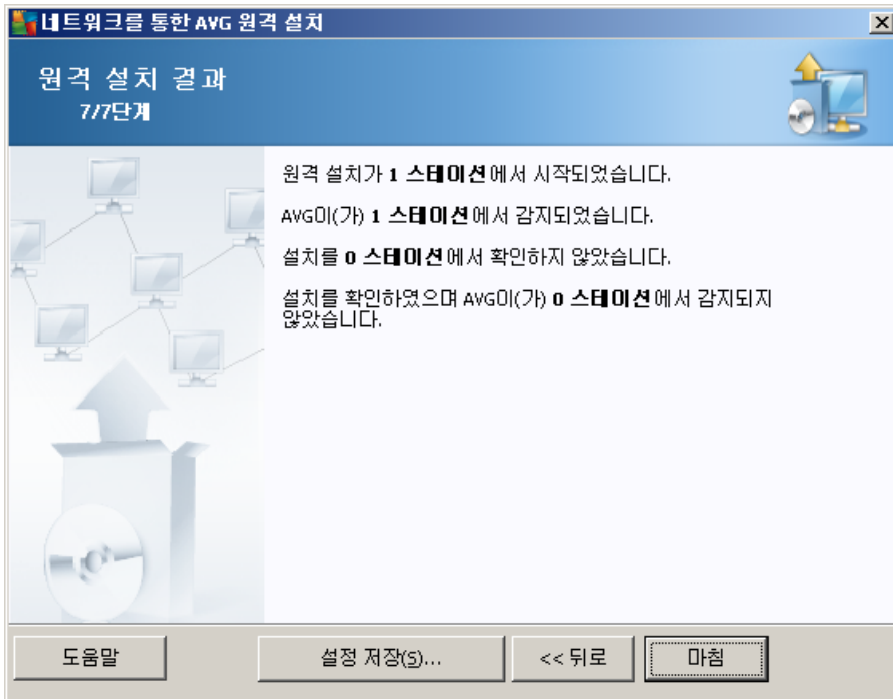 네트워크를 통한 AVG 원격 설치
원격 설치 결과
7/7단계
원격 설치가 1 스테이션에서 시작되었습니다.
AVG이(가) 1 스테이션에서 감지되었습니다.
설치를 0 스테이션에서 확인하지 않았습니다.
설치를 확인하였으며 AVG이(가) 0 스테이션에서 감지되지
않았습니다.
도움말
설정 저장(S)...
<< 뒤로
마침